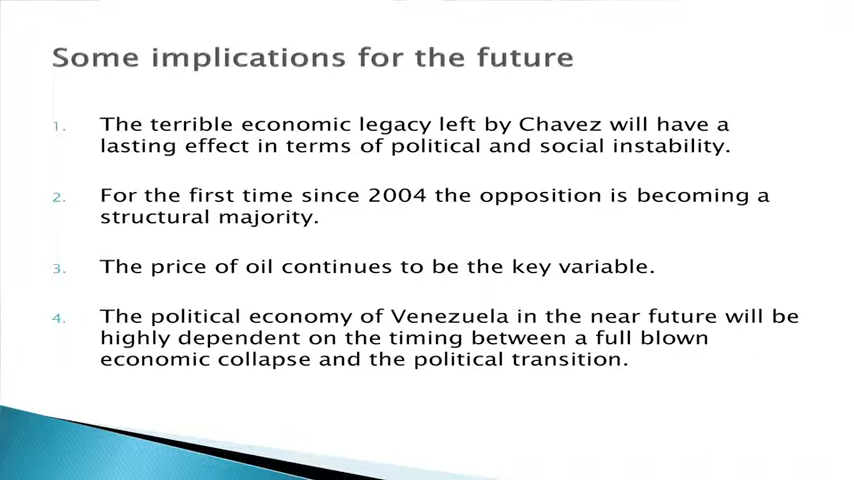 Some implications for the future
1. The terrible economic legacy left by Chavez will have a
lasting effect in terms of political and social instability.
2. For the first time since 2004 the opposition is becoming a
structural majority.
3. The price of oil continues to be the key variable.
4. The political economy of Venezuela in the near future will be
highly dependent on the timing between a full blown
economic collapse and the political transition.